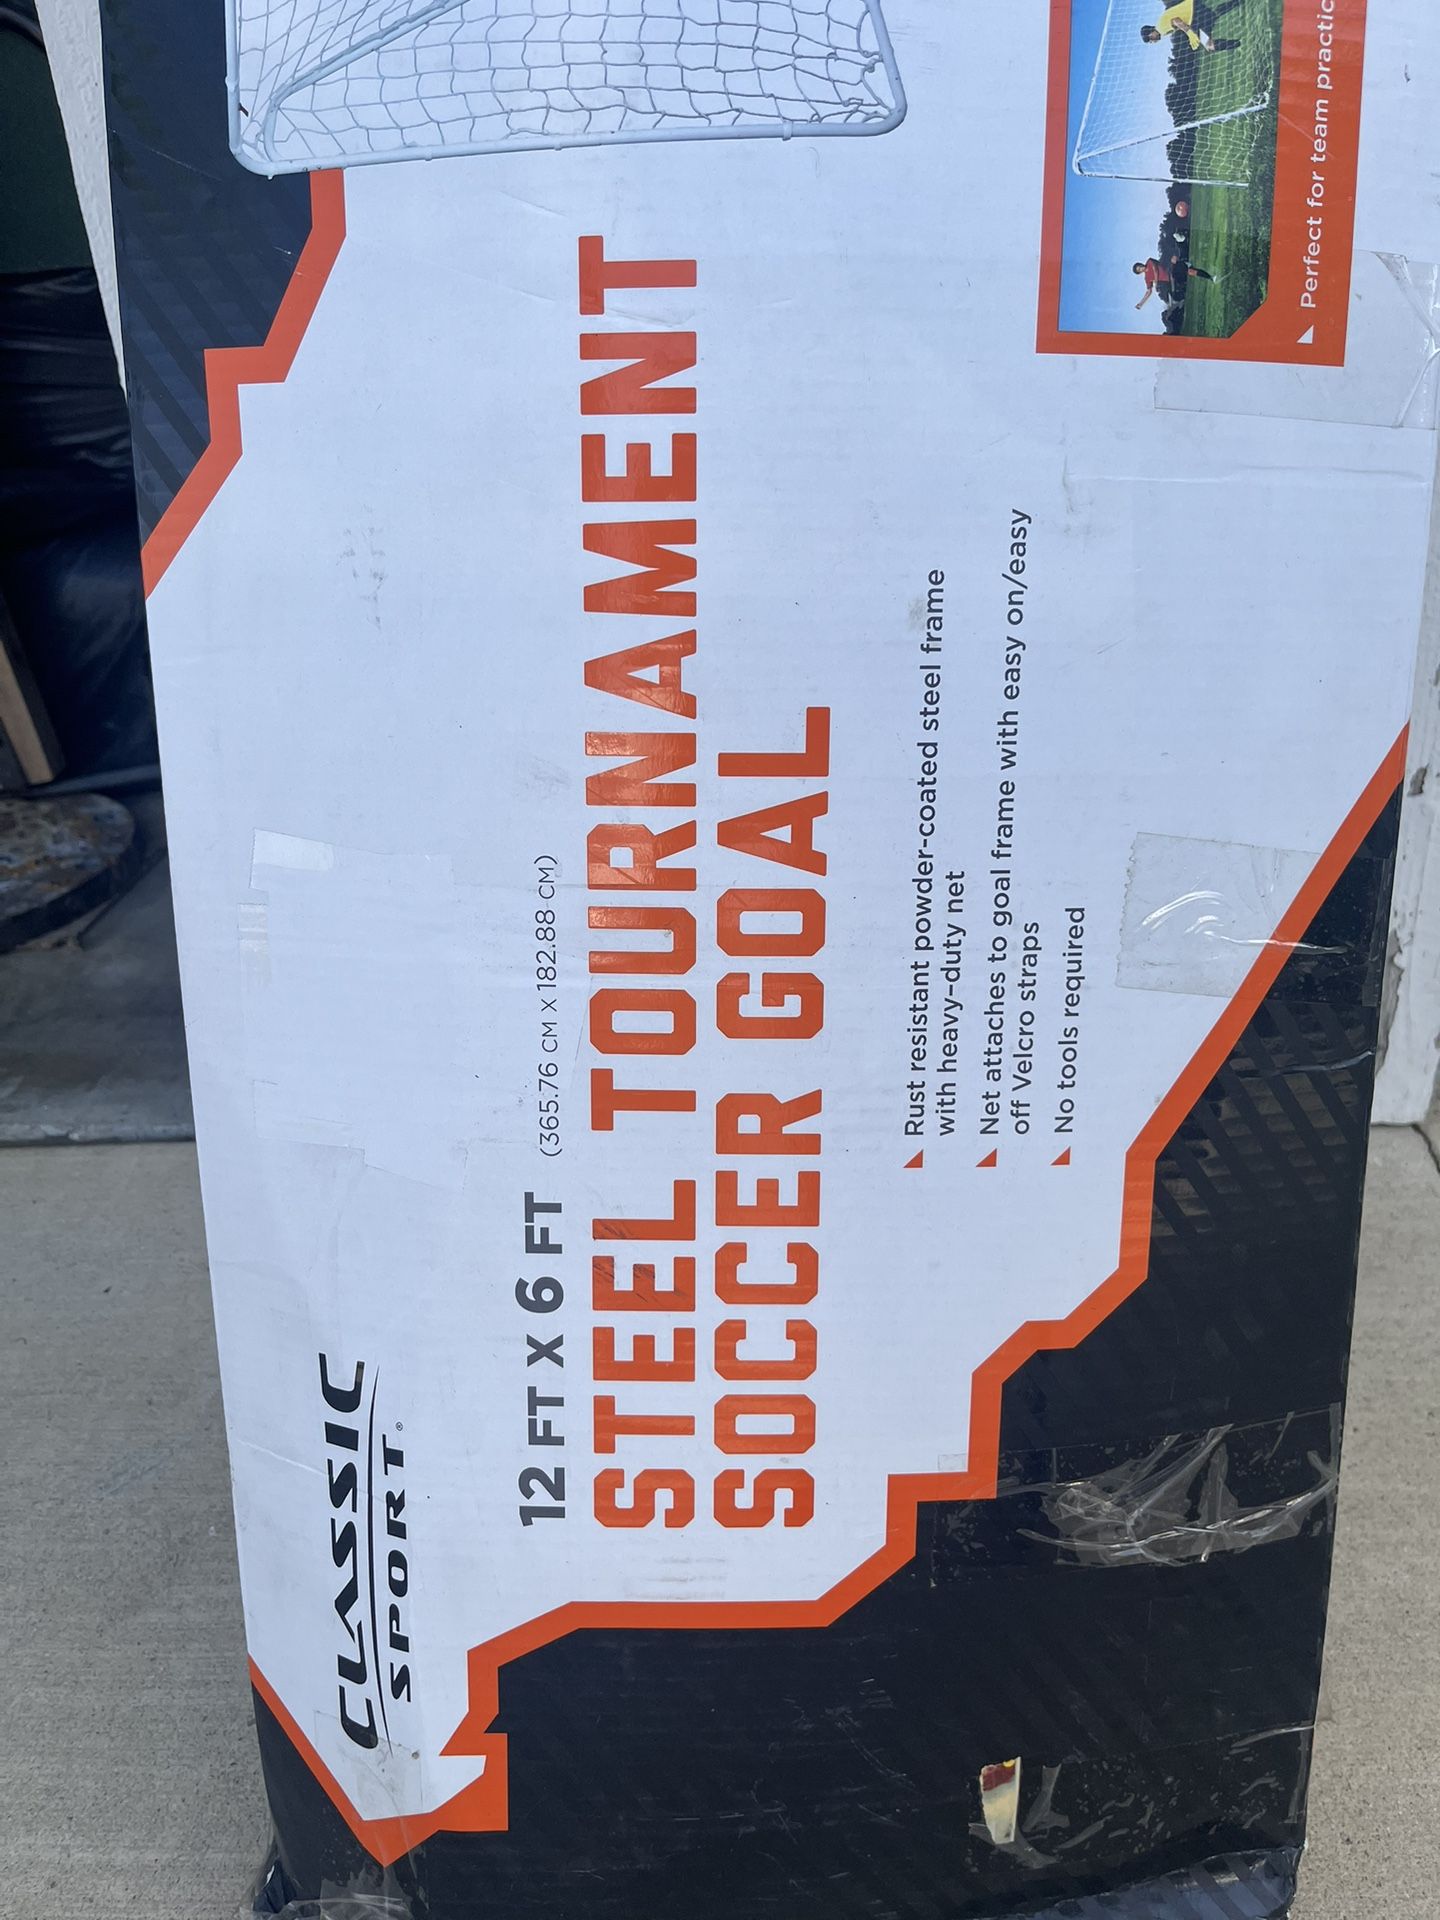 CLASSIC
SPORT®
12 FT X 6 FT (365.76 CM X 182.88 CM)
STEEL TOURNAMENT
SOCCER GOAL
Rust resistant powder-coated steel frame
with heavy-duty net
Net attaches to goal frame with easy on/easy
off Velcro straps
No tools required
Perfect for team